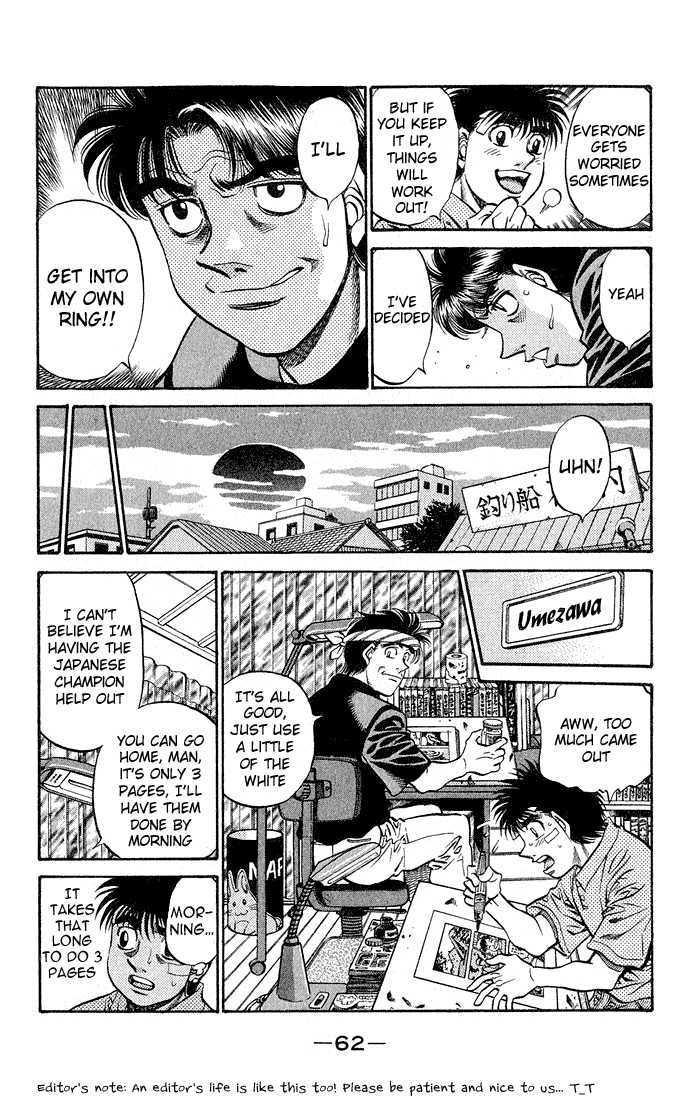 EVERYONE
GETS
WORRIED
SOMETIMES
BUT IF
YOU KEEP
IT UP,
THINGS
WILL
WORK
OUT!
YEAH
I'VE
DECIDED
I'LL
GET INTO
MY OWN
RING!!
UHN!
釣り船
Umezawa
AWW, TOO
MUCH CAME
OUT
IT'S ALL
GOOD,
JUST USE
A LITTLE
OF THE
WHITE
I CAN'T
BELIEVE I'M
HAVING THE
JAPANESE
CHAMPION
HELP OUT
YOU CAN GO
HOME, MAN,
IT'S ONLY 3
PAGES, I'LL
HAVE THEM
DONE BY
MORNING
MOR-
NING...
IT
TAKES
THAT
LONG
TO DO 3
PAGES
—62—
Editor's note: An editor's life is like this too! Please be patient and nice to us... T_T